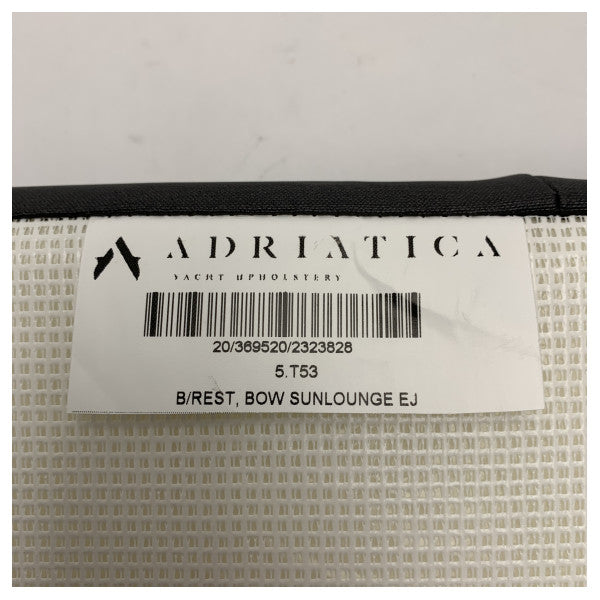 ADRIATICA
YACHT UPHOLSTERY
20/369520/2323828
5.T53
B/REST, BOW SUNLOUNGE EJ